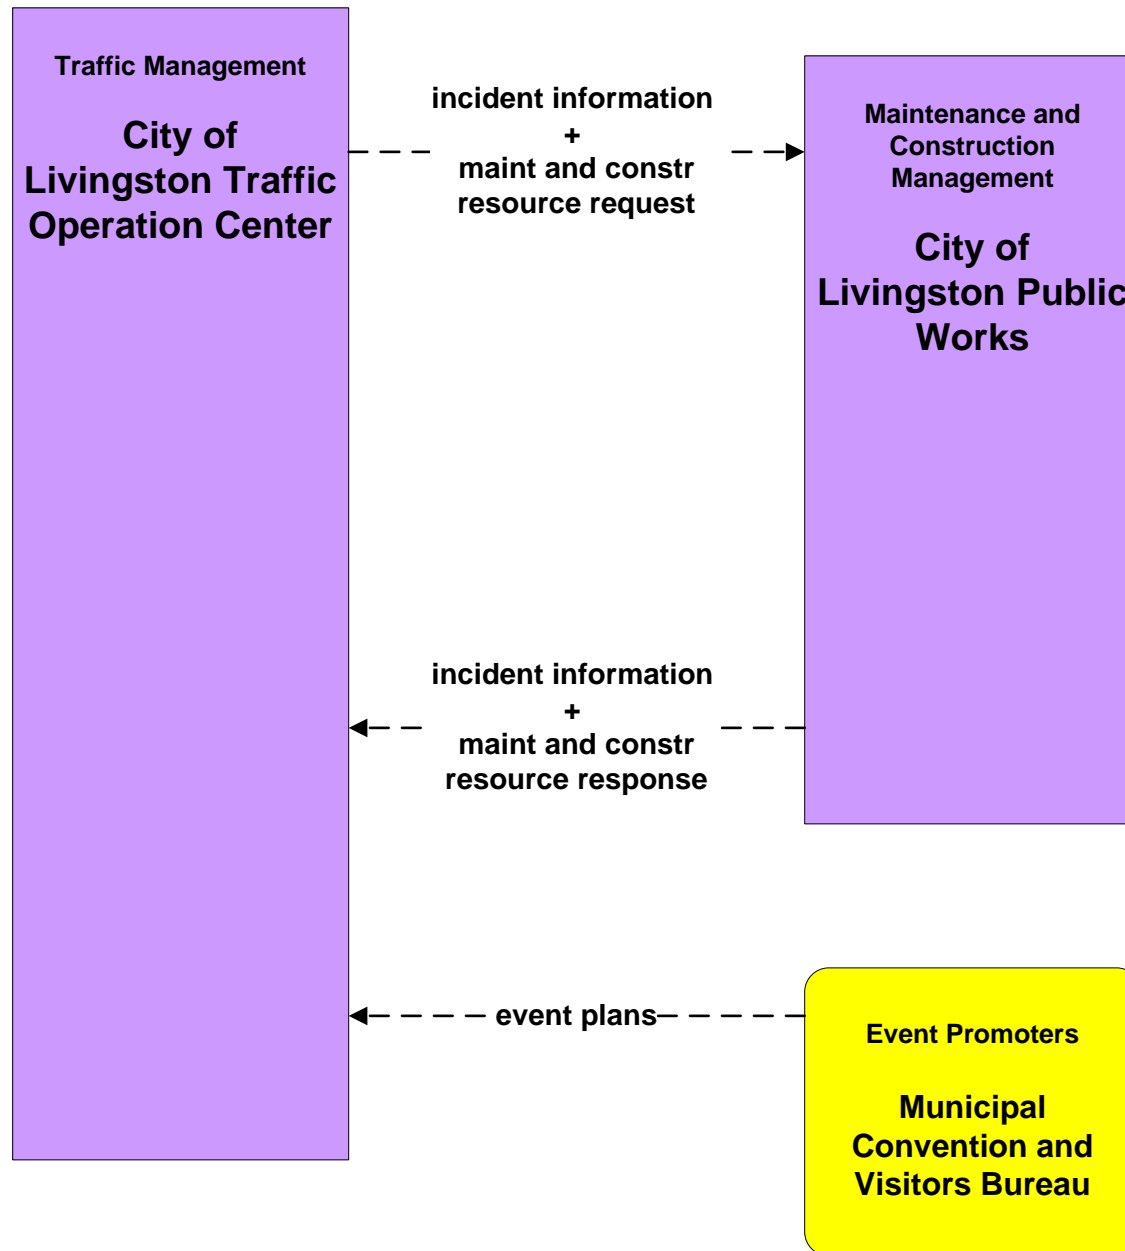 Traffic Management
City of
Livingston Traffic
Operation Center
incident information
+
maint and constr
resource request
Maintenance and
Construction
Management
City of
Livingston Public
Works
incident information
+
maint and constr
resource response
event plans
Event Promoters
Municipal
Convention and
Visitors Bureau